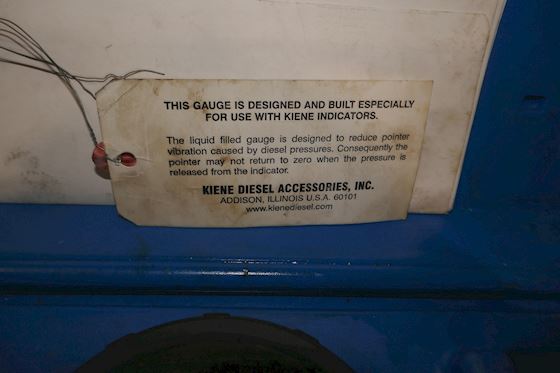 THIS GAUGE IS DESIGNED AND BUILT ESPECIALLY
FOR USE WITH KIENE INDICATORS.
The liquid filled gauge is designed to reduce pointer
vibration caused by diesel pressures. Consequently the
pointer may not return to zero when the pressure is
released from the indicator.
KIENE DIESEL ACCESSORIES, INC.
ADDISON, ILLINOIS U.S.A. 60101
www.kienediesel.com